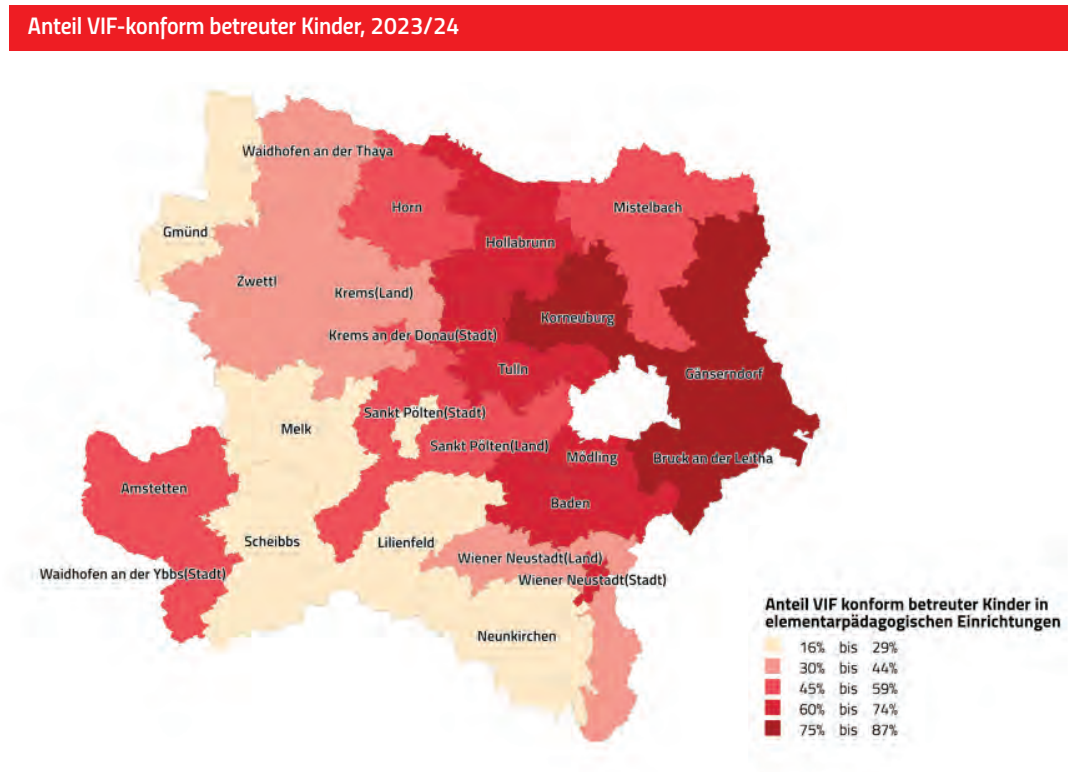 Anteil VIF-konform betreuter Kinder, 2023/24
Waidhofen an der Thaya
Horn
Mistelbach
Gmünd
Hollabrunn
Zwettl
Krems(Land)
Korneuburg
Krems an der Donau(Stadt)
Tulln
Gänserndorf
Sankt Pölten(Stadt)
Melk
Sankt Pölten(Land)
Mödling
Bruck an der Leitha
Amstetten
Baden
Scheibbs
Lilienfeld
Wiener Neustadt(Land)
Waidhofen an der Ybbs(Stadt)
Wiener Neustadt(Stadt)
Neunkirchen
Anteil VIF konform betreuter Kinder in
elementarpädagogischen Einrichtungen
16% bis 29%
30% bis 44%
45% bis 59%
60% bis 74%
75% bis 87%